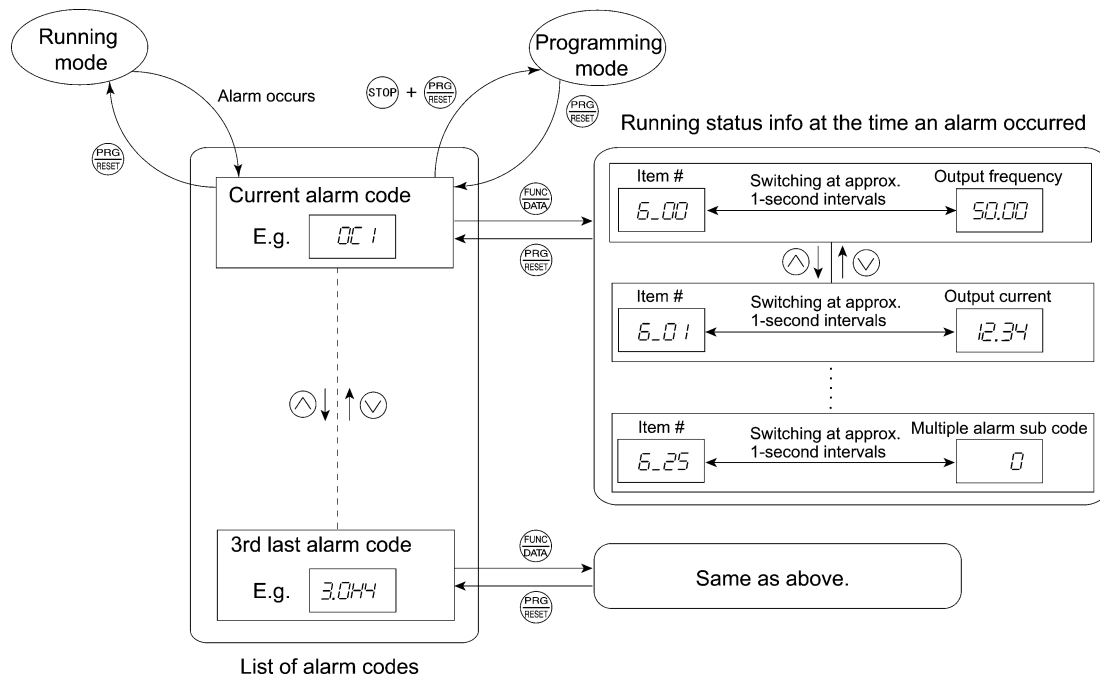 Running
mode
Programming
mode
Alarm occurs
STOP + PRG
RESET
PRG
RESET
PRG
RESET
Running status info at the time an alarm occurred
Current alarm code
E.g. OC1
FUNC
DATA
PRG
RESET
Item #
Switching at approx.
1-second intervals
Output frequency
6_00
50.00
Item #
Switching at approx.
1-second intervals
Output current
6_01
12.34
Item #
Switching at approx.
1-second intervals
Multiple alarm sub code
6_25
0
3rd last alarm code
E.g. 3.0H4
FUNC
DATA
PRG
RESET
Same as above.
List of alarm codes